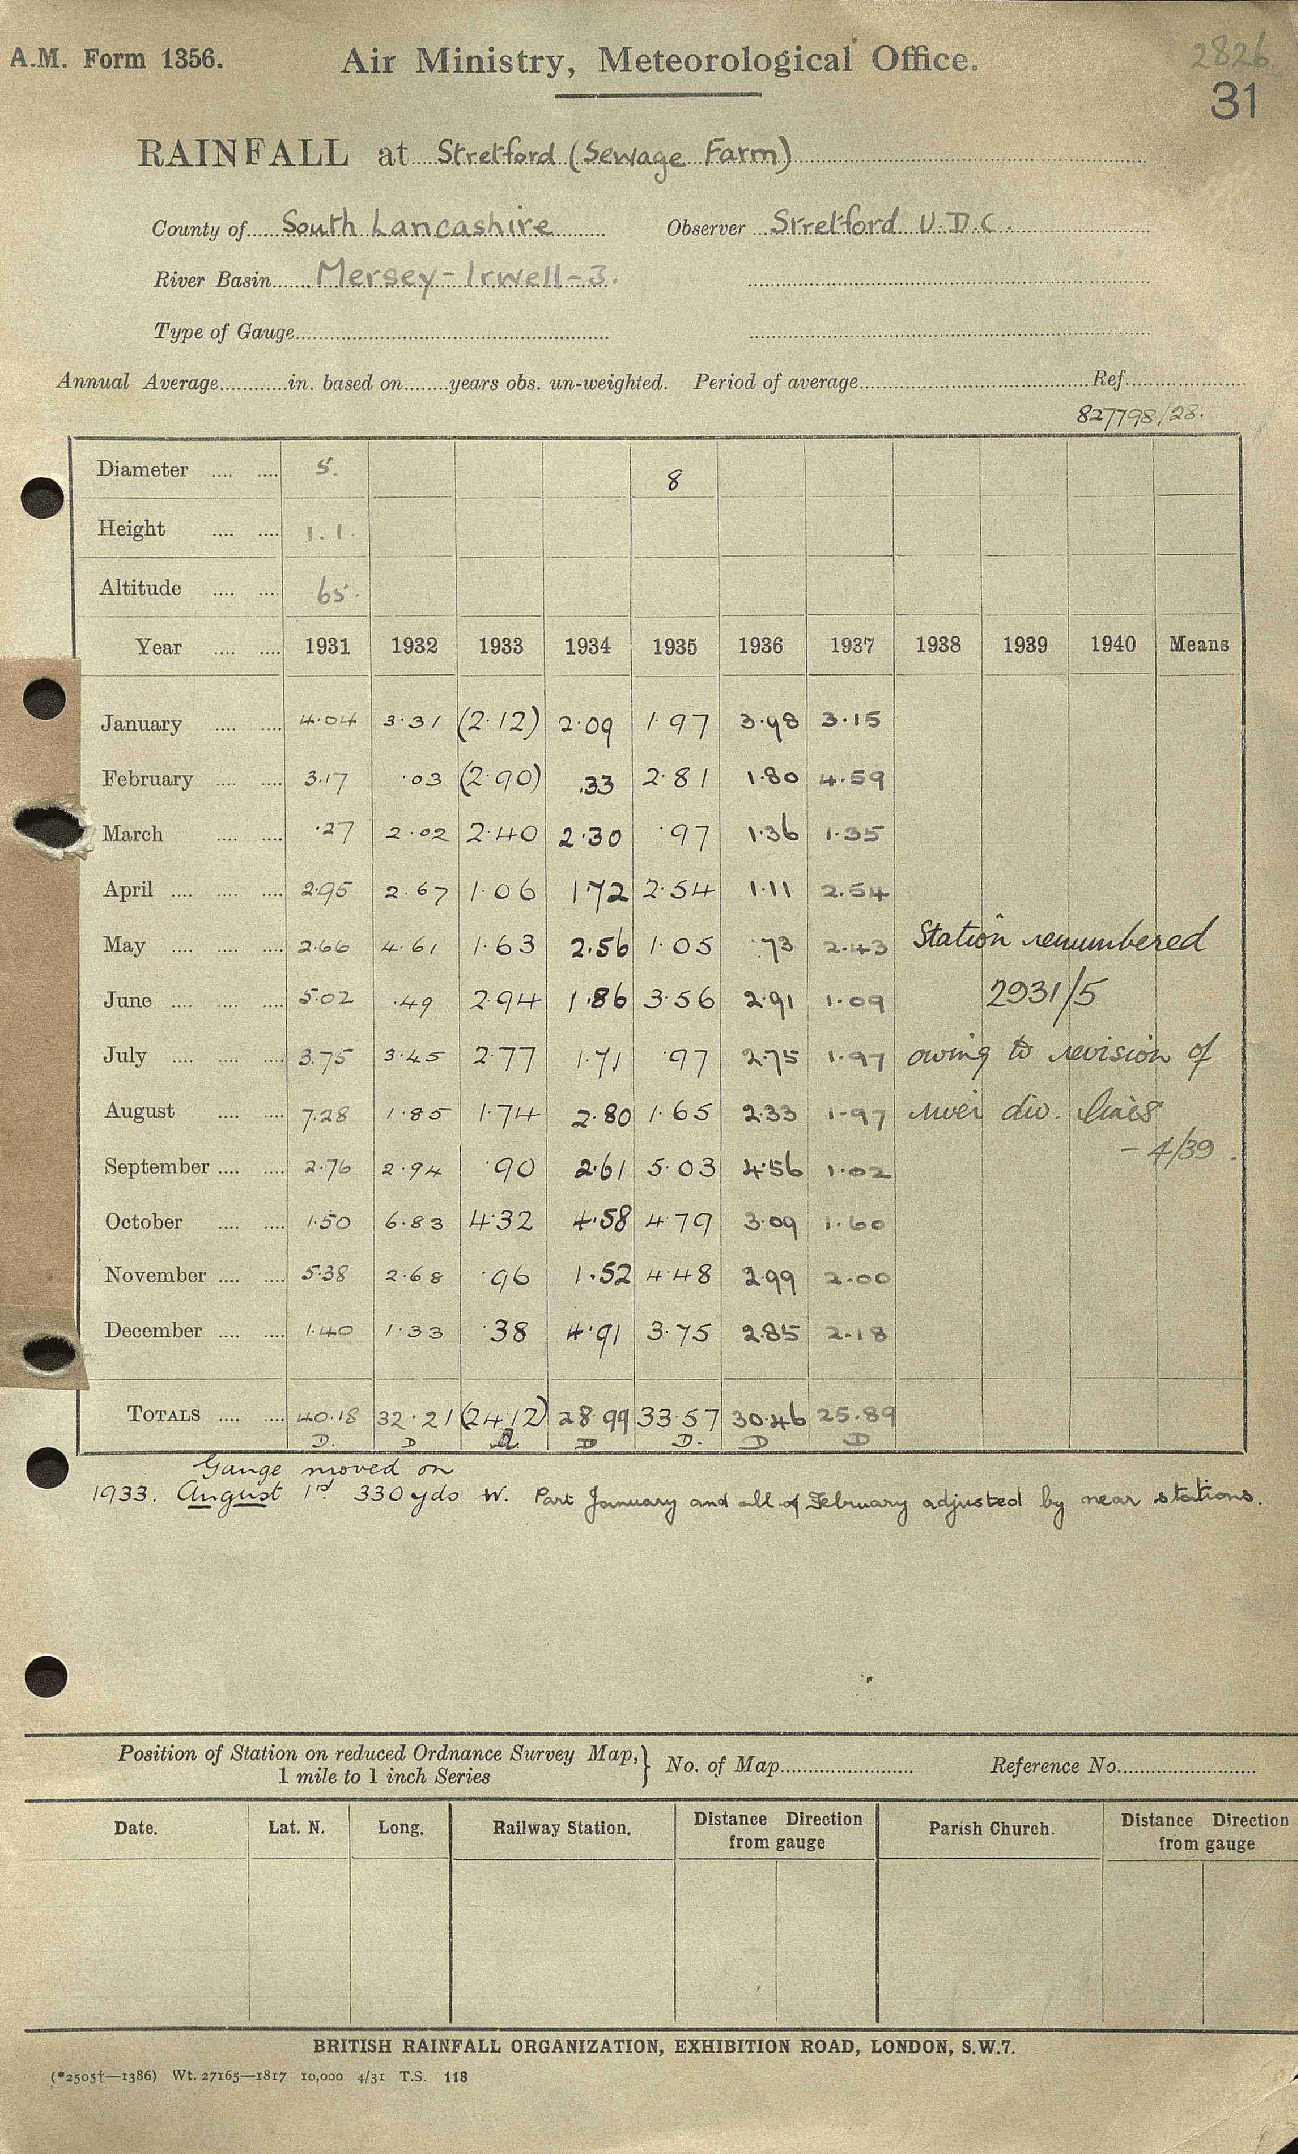 A.M. Form 1356.
Air Ministry, Meteorological Office.
2826
31
RAINFALL at Stretford (Sewage Farm)
County of South Lancashire Observer Stretford U.D.C.
River Basin Mersey-Irwell-3.
Type of Gauge
Annual Average in. based on years obs. un-weighted. Period of average Ref.
827798/28.
Diameter 5. 8
Height 1.1.
Altitude 65.
Year 1931 1932 1933 1934 1935 1936 1937 1938 1939 1940 Means
January 4.04 3.31 (2.12) 2.09 1.97 3.98 3.15
February 3.17 .03 (2.90) .33 2.81 1.80 4.59
March .27 2.02 2.40 2.30 .97 1.36 1.35
April 2.95 2.67 1.06 1.72 2.54 1.11 2.54
May 2.66 4.61 1.63 2.56 1.05 .73 2.43 Station renumbered
June 5.02 .49 2.94 1.86 3.56 2.91 1.09 2931/5
July 3.75 3.45 2.77 1.71 .97 2.75 1.97 owing to revision of
August 7.28 1.85 1.74 2.80 1.65 2.33 1.97 river div. lines
September 2.76 2.94 .90 2.61 5.03 4.56 1.02 – 4/39.
October 1.50 6.83 4.32 4.58 4.79 3.09 1.60
November 5.38 2.68 .96 1.52 4.48 2.99 2.00
December 1.40 1.33 .38 4.91 3.75 2.85 2.18
TOTALS 40.18 32.21 (24.12) 28.99 33.57 30.46 25.89
D. D D D. D D
Gauge moved on
1933. August 1st 330 yds W. Part January and all of February adjusted by near stations.
Position of Station on reduced Ordnance Survey Map, } No. of Map Reference No.
1 mile to 1 inch Series
Date. Lat. N. Long. Railway Station. Distance Direction from gauge Parish Church. Distance Direction from gauge
BRITISH RAINFALL ORGANIZATION, EXHIBITION ROAD, LONDON, S.W.7.
(*2505†—1386) Wt. 27165—1817 10,000 4/31 T.S. 118